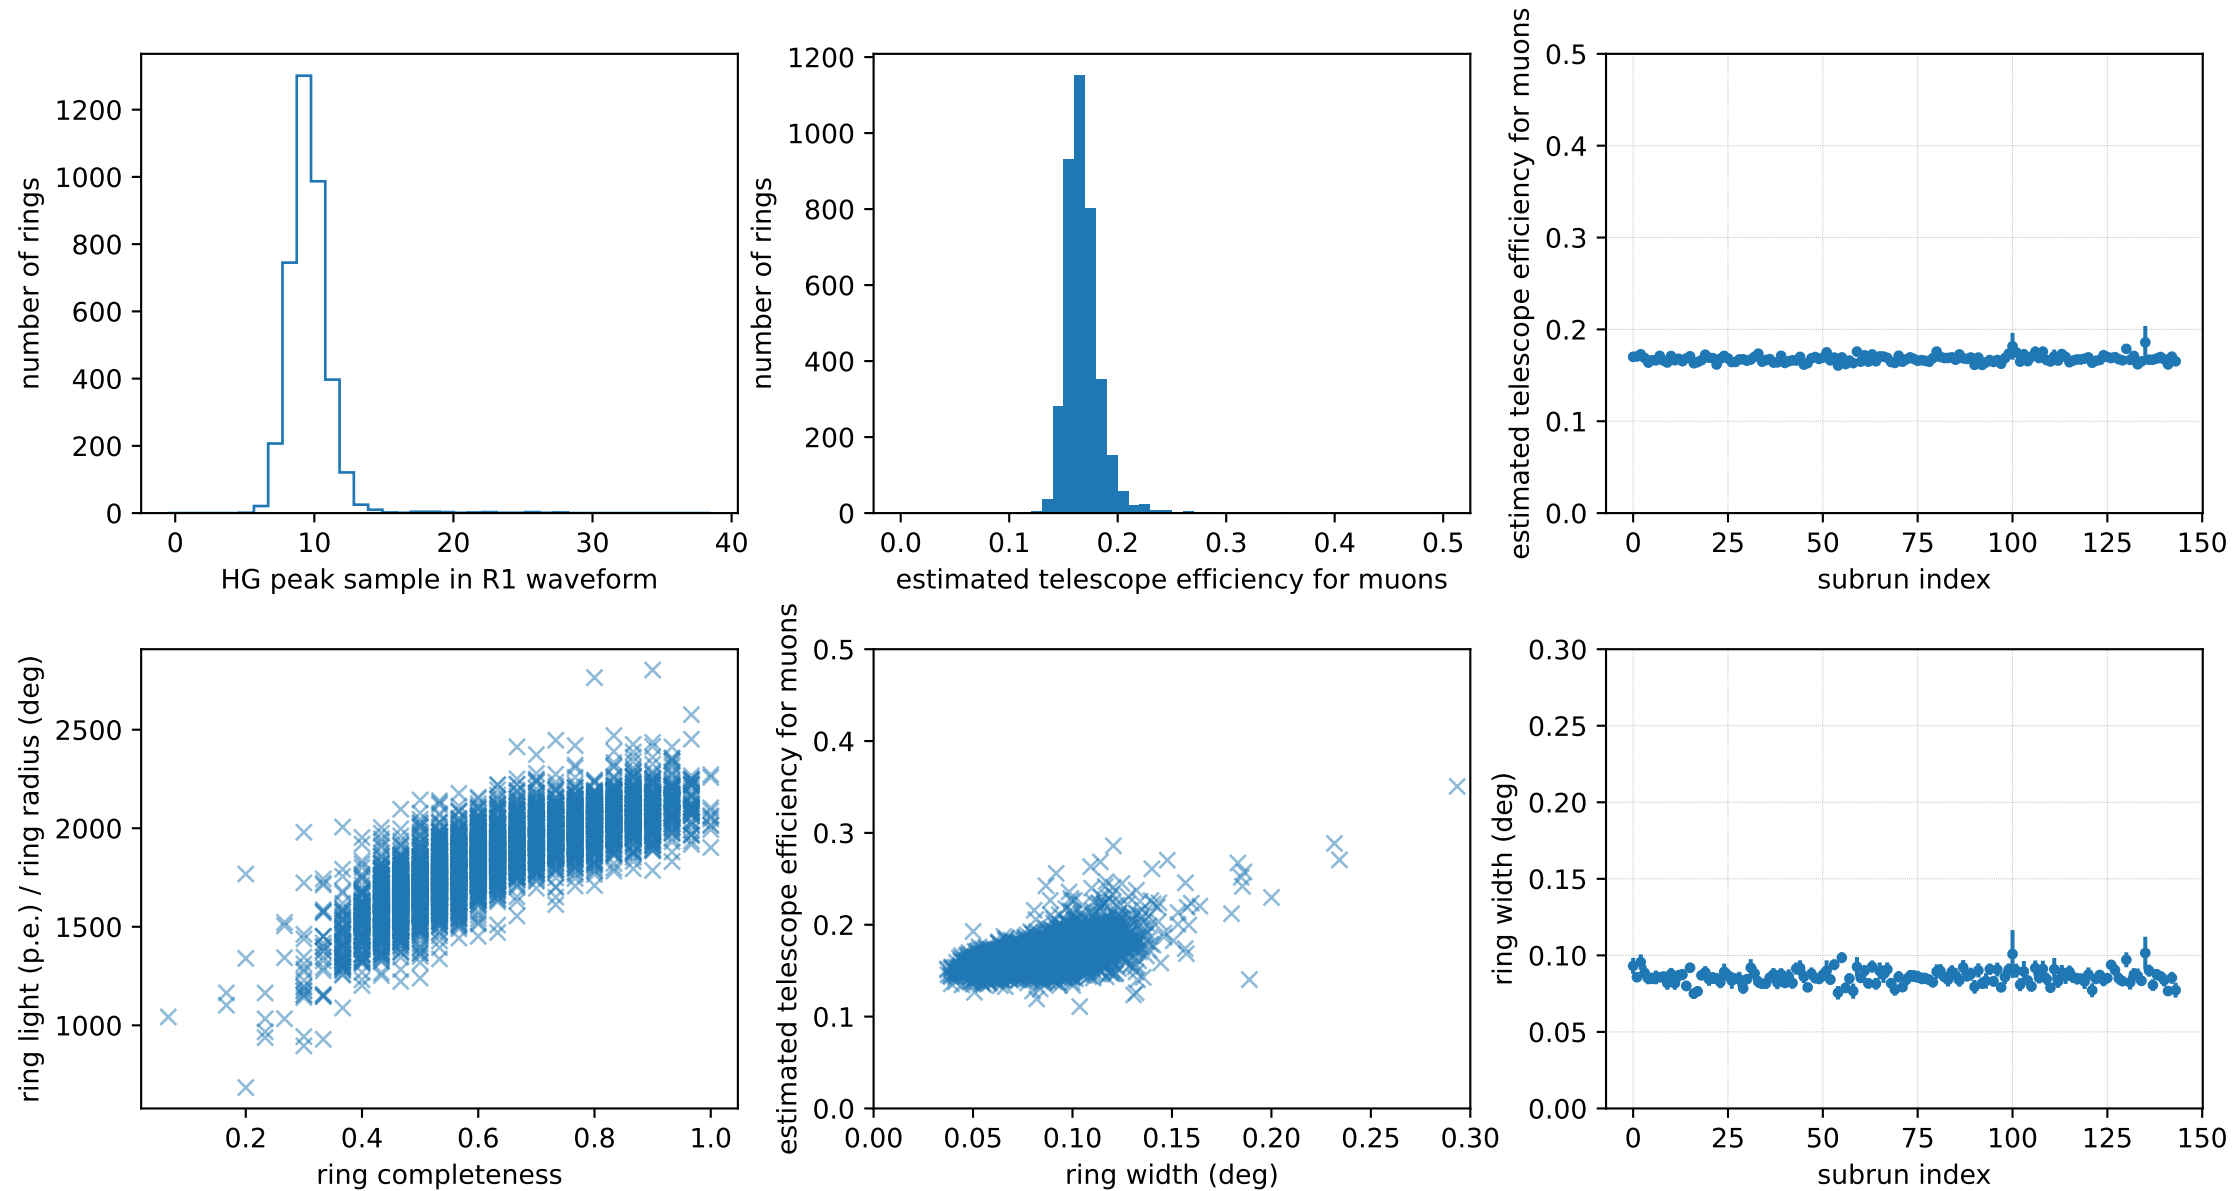 number of rings
1200
1000
800
600
400
200
0
0 10 20 30 40
HG peak sample in R1 waveform
number of rings
1200
1000
800
600
400
200
0
0.0 0.1 0.2 0.3 0.4 0.5
estimated telescope efficiency for muons
estimated telescope efficiency for muons
0.5
0.4
0.3
0.2
0.1
0.0
0 25 50 75 100 125 150
subrun index
ring light (p.e.) / ring radius (deg)
2500
2000
1500
1000
0.2 0.4 0.6 0.8 1.0
ring completeness
estimated telescope efficiency for muons
0.5
0.4
0.3
0.2
0.1
0.0
0.00 0.05 0.10 0.15 0.20 0.25 0.30
ring width (deg)
ring width (deg)
0.30
0.25
0.20
0.15
0.10
0.05
0.00
0 25 50 75 100 125 150
subrun index